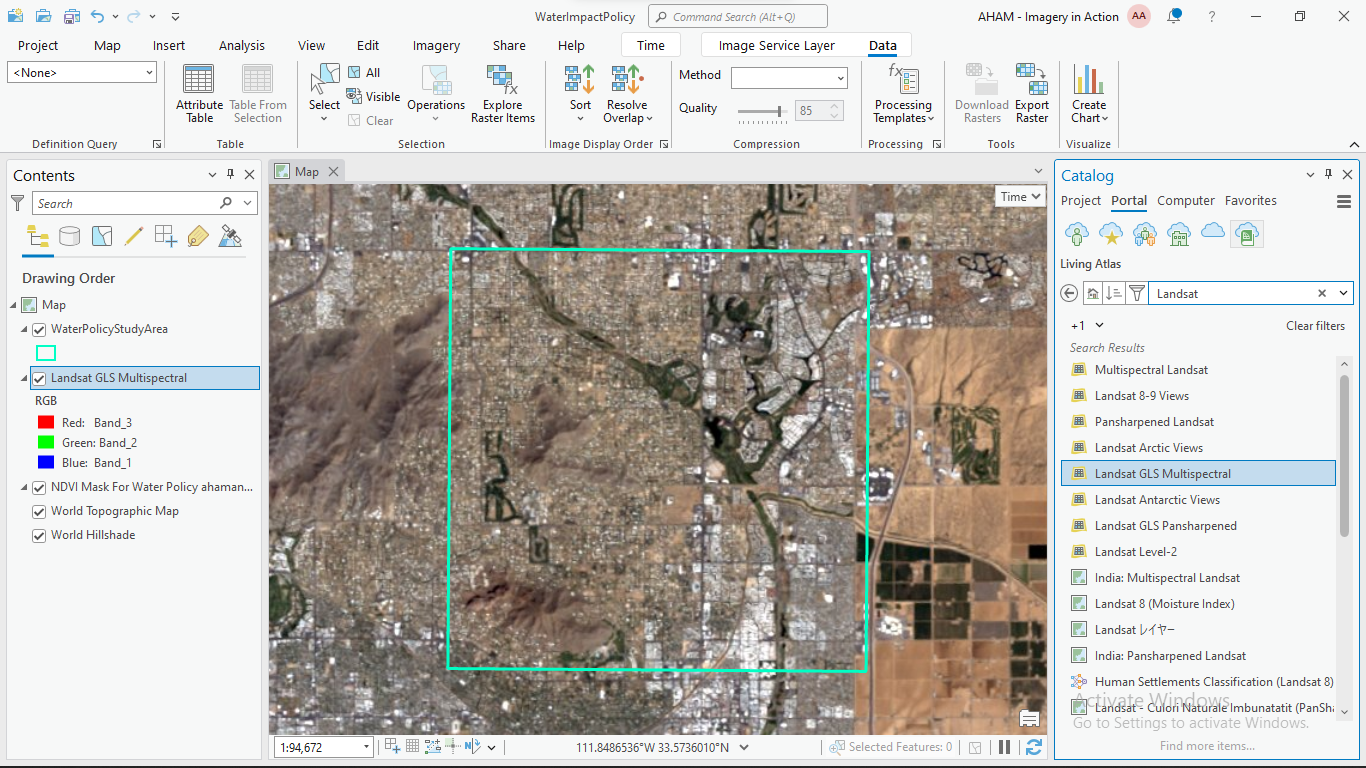 WaterImpactPolicy
Command Search (Alt+Q)
AHAM - Imagery in Action
AA
?
Project
Map
Insert
Analysis
View
Edit
Imagery
Share
Help
Time
Image Service Layer
Data
<None>
Definition Query
Attribute
Table
Table From
Selection
Table
Select
All
Visible
Clear
Operations
Explore
Raster Items
Selection
Sort
Resolve
Overlap
Image Display Order
Method
Quality
85
Compression
Processing
Templates
Processing
Download
Rasters
Export
Raster
Tools
Create
Chart
Visualize
Contents
Search
Drawing Order
Map
WaterPolicyStudyArea
Landsat GLS Multispectral
RGB
Red: Band_3
Green: Band_2
Blue: Band_1
NDVI Mask For Water Policy ahaman...
World Topographic Map
World Hillshade
Map
Time
1:94,672
111.8486536°W 33.5736010°N
Selected Features: 0
Catalog
Project
Portal
Computer
Favorites
Living Atlas
Landsat
+1
Clear filters
Search Results
Multispectral Landsat
Landsat 8-9 Views
Pansharpened Landsat
Landsat Arctic Views
Landsat GLS Multispectral
Landsat Antarctic Views
Landsat GLS Pansharpened
Landsat Level-2
India: Multispectral Landsat
Landsat 8 (Moisture Index)
Landsat レイヤー
India: Pansharpened Landsat
Human Settlements Classification (Landsat 8)
Landsat - Culori Naturale Imbunatatit (PanSha
Activate Windows
Go to Settings to activate Windows.
Find more items...